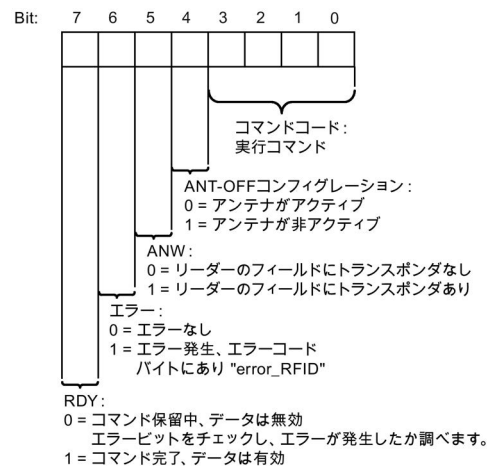 Bit: 7 6 5 4 3 2 1 0
コマンドコード:
実行コマンド
ANT-OFFコンフィグレーション:
0 = アンテナがアクティブ
1 = アンテナが非アクティブ
ANW:
0 = リーダーのフィールドにトランスポンダなし
1 = リーダーのフィールドにトランスポンダあり
エラー:
0 = エラーなし
1 = エラー発生、エラーコード
バイトにあり "error_RFID"
RDY:
0 = コマンド保留中、データは無効
エラービットをチェックし、エラーが発生したか調べます。
1 = コマンド完了、データは有効